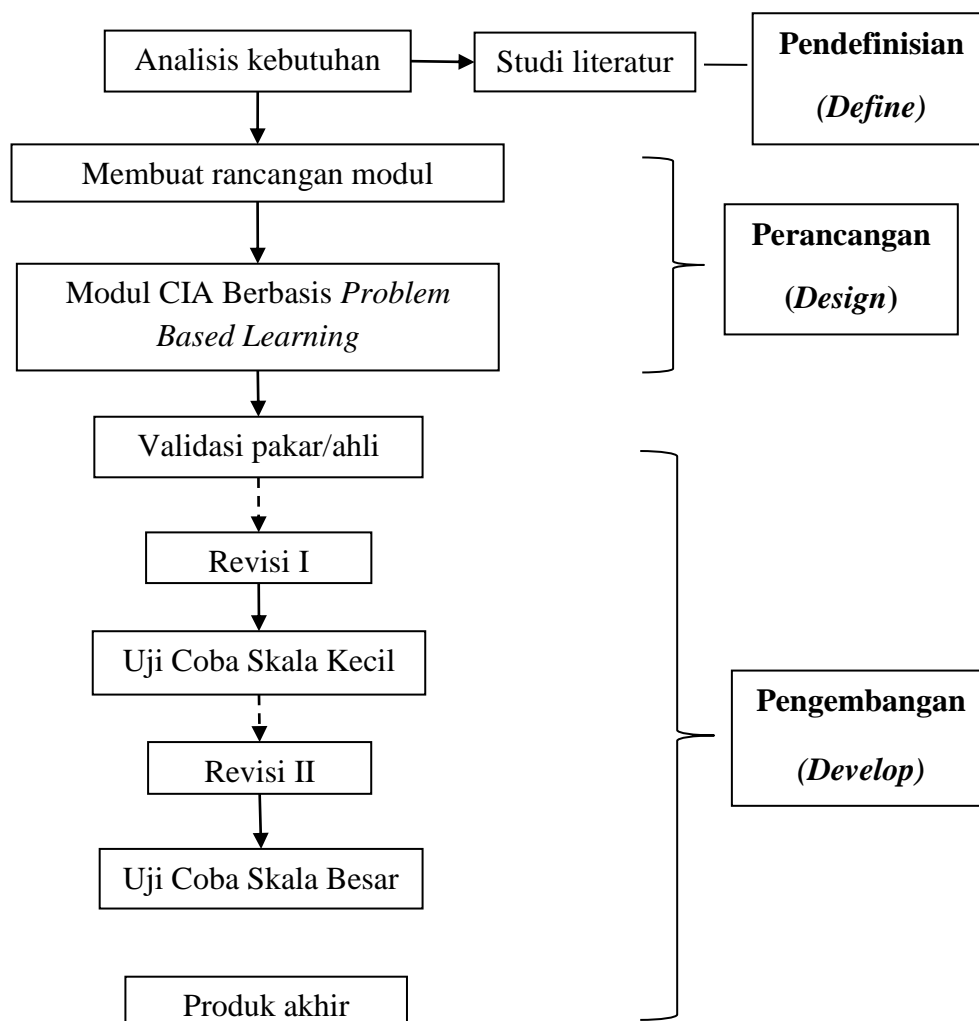 Analisis kebutuhan
Studi literatur
Pendefinisian
(Define)
Membuat rancangan modul
Perancangan
(Design)
Modul CIA Berbasis Problem
Based Learning
Validasi pakar/ahli
Revisi I
Uji Coba Skala Kecil
Pengembangan
(Develop)
Revisi II
Uji Coba Skala Besar
Produk akhir